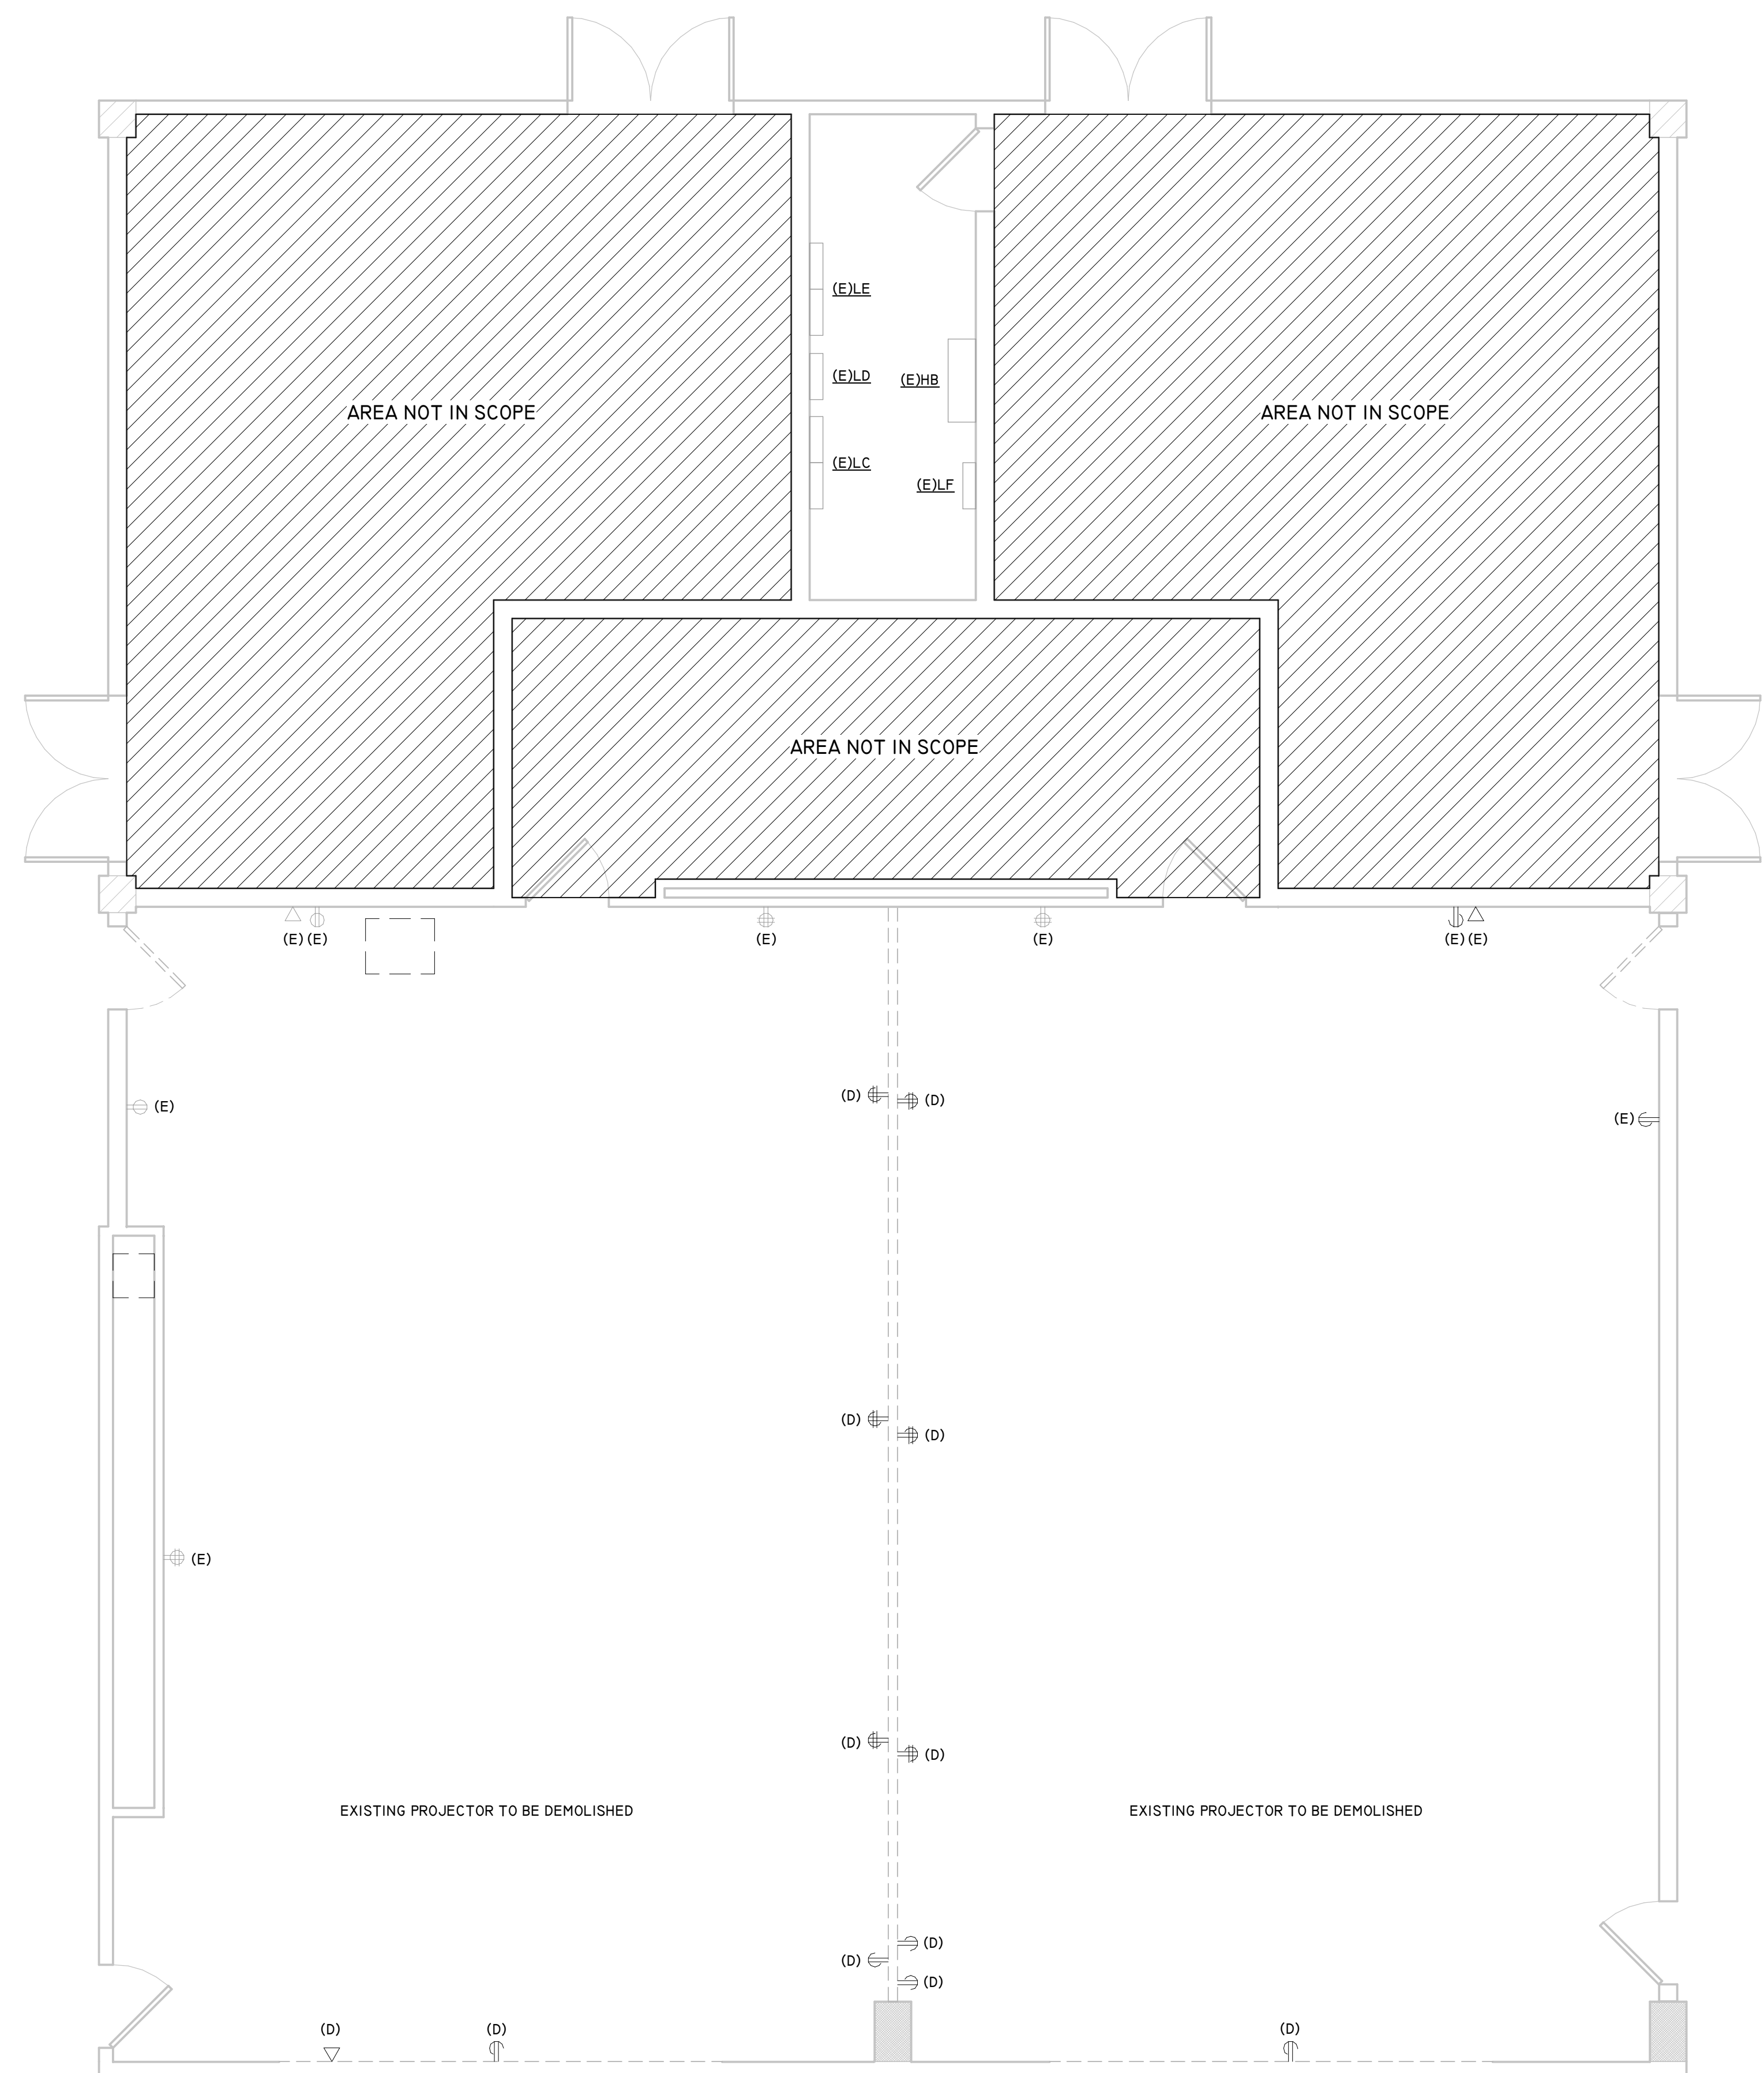 (E)LE
(E)LD
(E)HB
AREA NOT IN SCOPE
AREA NOT IN SCOPE
(E)LC
(E)LF
AREA NOT IN SCOPE
(E) (E)
(E)
(E)
(E) (E)
(D)
(D)
(E)
(E)
(D)
(D)
(E)
(D)
(D)
EXISTING PROJECTOR TO BE DEMOLISHED
EXISTING PROJECTOR TO BE DEMOLISHED
(D)
(D)
(D)
(D)
(D)
(D)